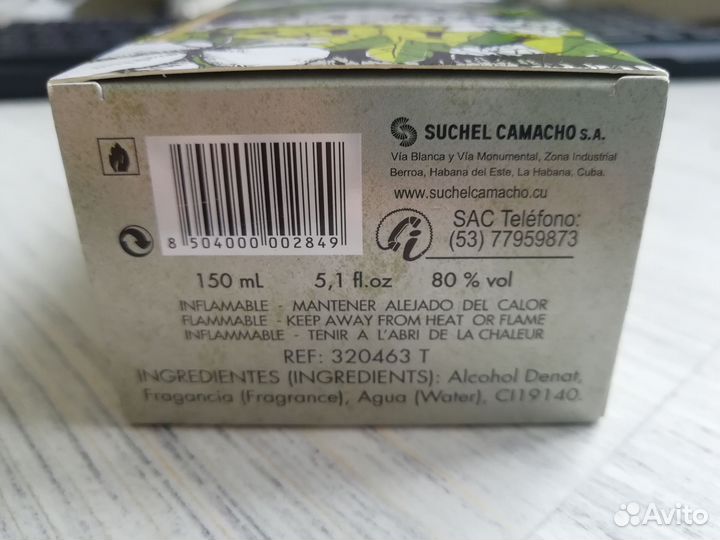 SUCHEL CAMACHO S.A.
Vía Blanca y Vía Monumental, Zona Industrial
Berroa, Habana del Este, La Habana, Cuba.
www.suchelcamacho.cu
SAC Teléfono:
(53) 77959873
8 504000 002849
150 mL 5,1 fl.oz 80 % vol
INFLAMABLE - MANTENER ALEJADO DEL CALOR
FLAMMABLE - KEEP AWAY FROM HEAT OR FLAME
INFLAMMABLE - TENIR A L'ABRI DE LA CHALEUR
REF: 320463 T
INGREDIENTES (INGREDIENTS): Alcohol Denat,
Fragancia (Fragrance), Agua (Water), CI19140.
Avito